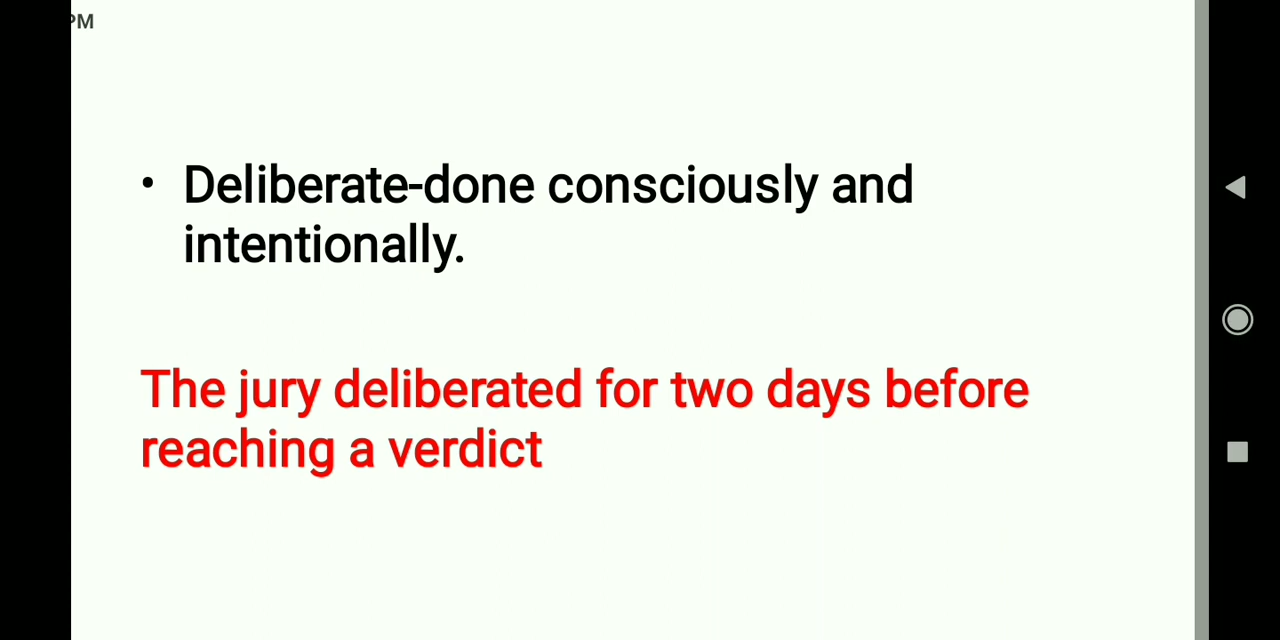 PM
• Deliberate-done consciously and
intentionally.
The jury deliberated for two days before
reaching a verdict